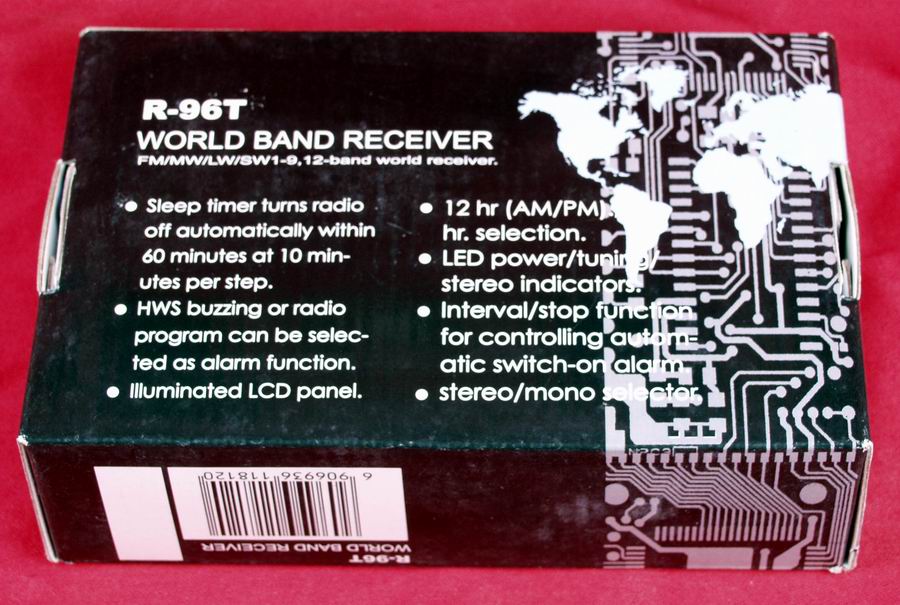 R-96T
WORLD BAND RECEIVER
FM/MW/LW/SW1-9,12-band world receiver.
● Sleep timer turns radio
off automatically within
60 minutes at 10 min-
utes per step.
● HWS buzzing or radio
program can be selec-
ted as alarm function.
● Illuminated LCD panel.
● 12 hr (AM/PM)
hr. selection.
● LED power/tuning/
stereo indicators.
● Interval/stop function
for controlling autom-
atic switch-on alarm.
● stereo/mono selector.
6 906936 118120
WORLD BAND RECEIVER
R-96T